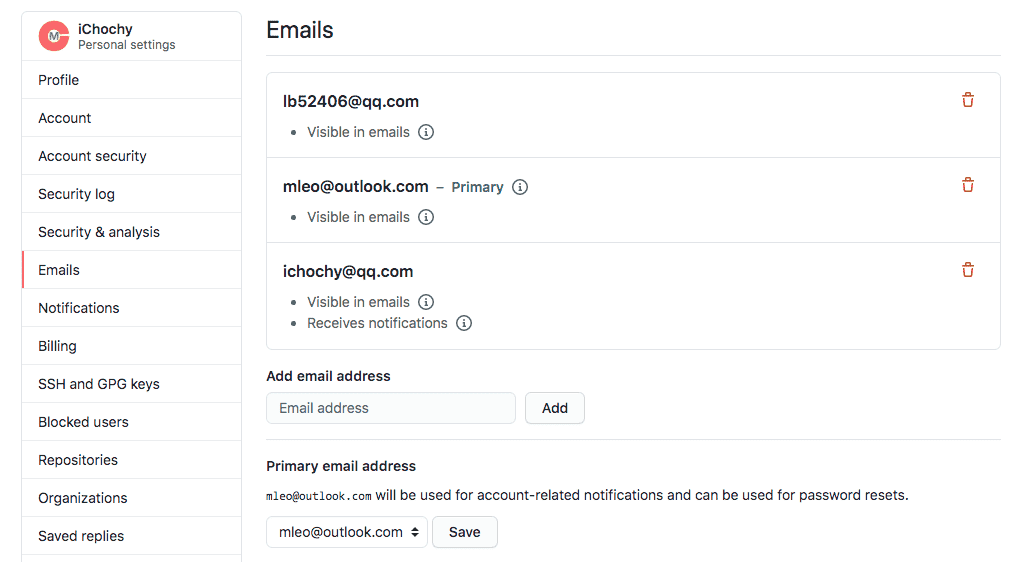 iChochy
Personal settings
Profile
Account
Account security
Security log
Security & analysis
Emails
Notifications
Billing
SSH and GPG keys
Blocked users
Repositories
Organizations
Saved replies
Emails
lb52406@qq.com
Visible in emails
mleo@outlook.com – Primary
Visible in emails
ichochy@qq.com
Visible in emails
Receives notifications
Add email address
Email address
Add
Primary email address
mleo@outlook.com will be used for account-related notifications and can be used for password resets.
mleo@outlook.com
Save